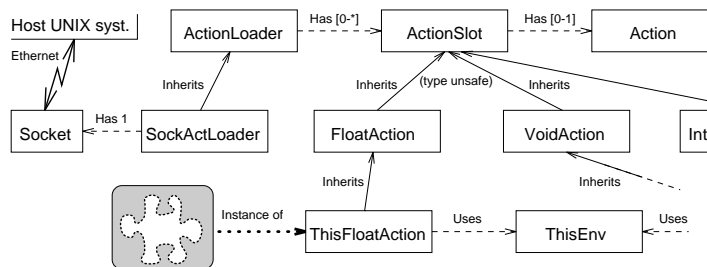 Host UNIX syst.
Ethernet
ActionLoader
Has [0-*]
ActionSlot
Has [0-1]
Action
Inherits
Inherits
(type unsafe)
Inherits
Socket
Has 1
SockActLoader
FloatAction
VoidAction
Int
Inherits
Inherits
Instance of
ThisFloatAction
Uses
ThisEnv
Uses